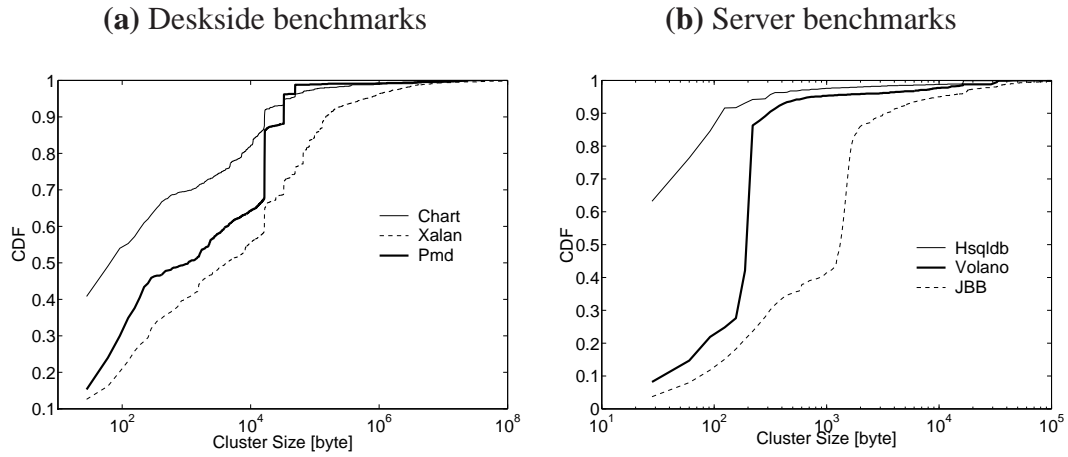 (a) Deskside benchmarks
(b) Server benchmarks
1
0.9
0.8
0.7
0.6
0.5
0.4
0.3
0.2
0.1
CDF
Chart
Xalan
Pmd
10^2
10^4
10^6
10^8
Cluster Size [byte]
1
0.9
0.8
0.7
0.6
0.5
0.4
0.3
0.2
0.1
0
CDF
Hsqldb
Volano
JBB
10^1
10^2
10^3
10^4
10^5
Cluster Size [byte]